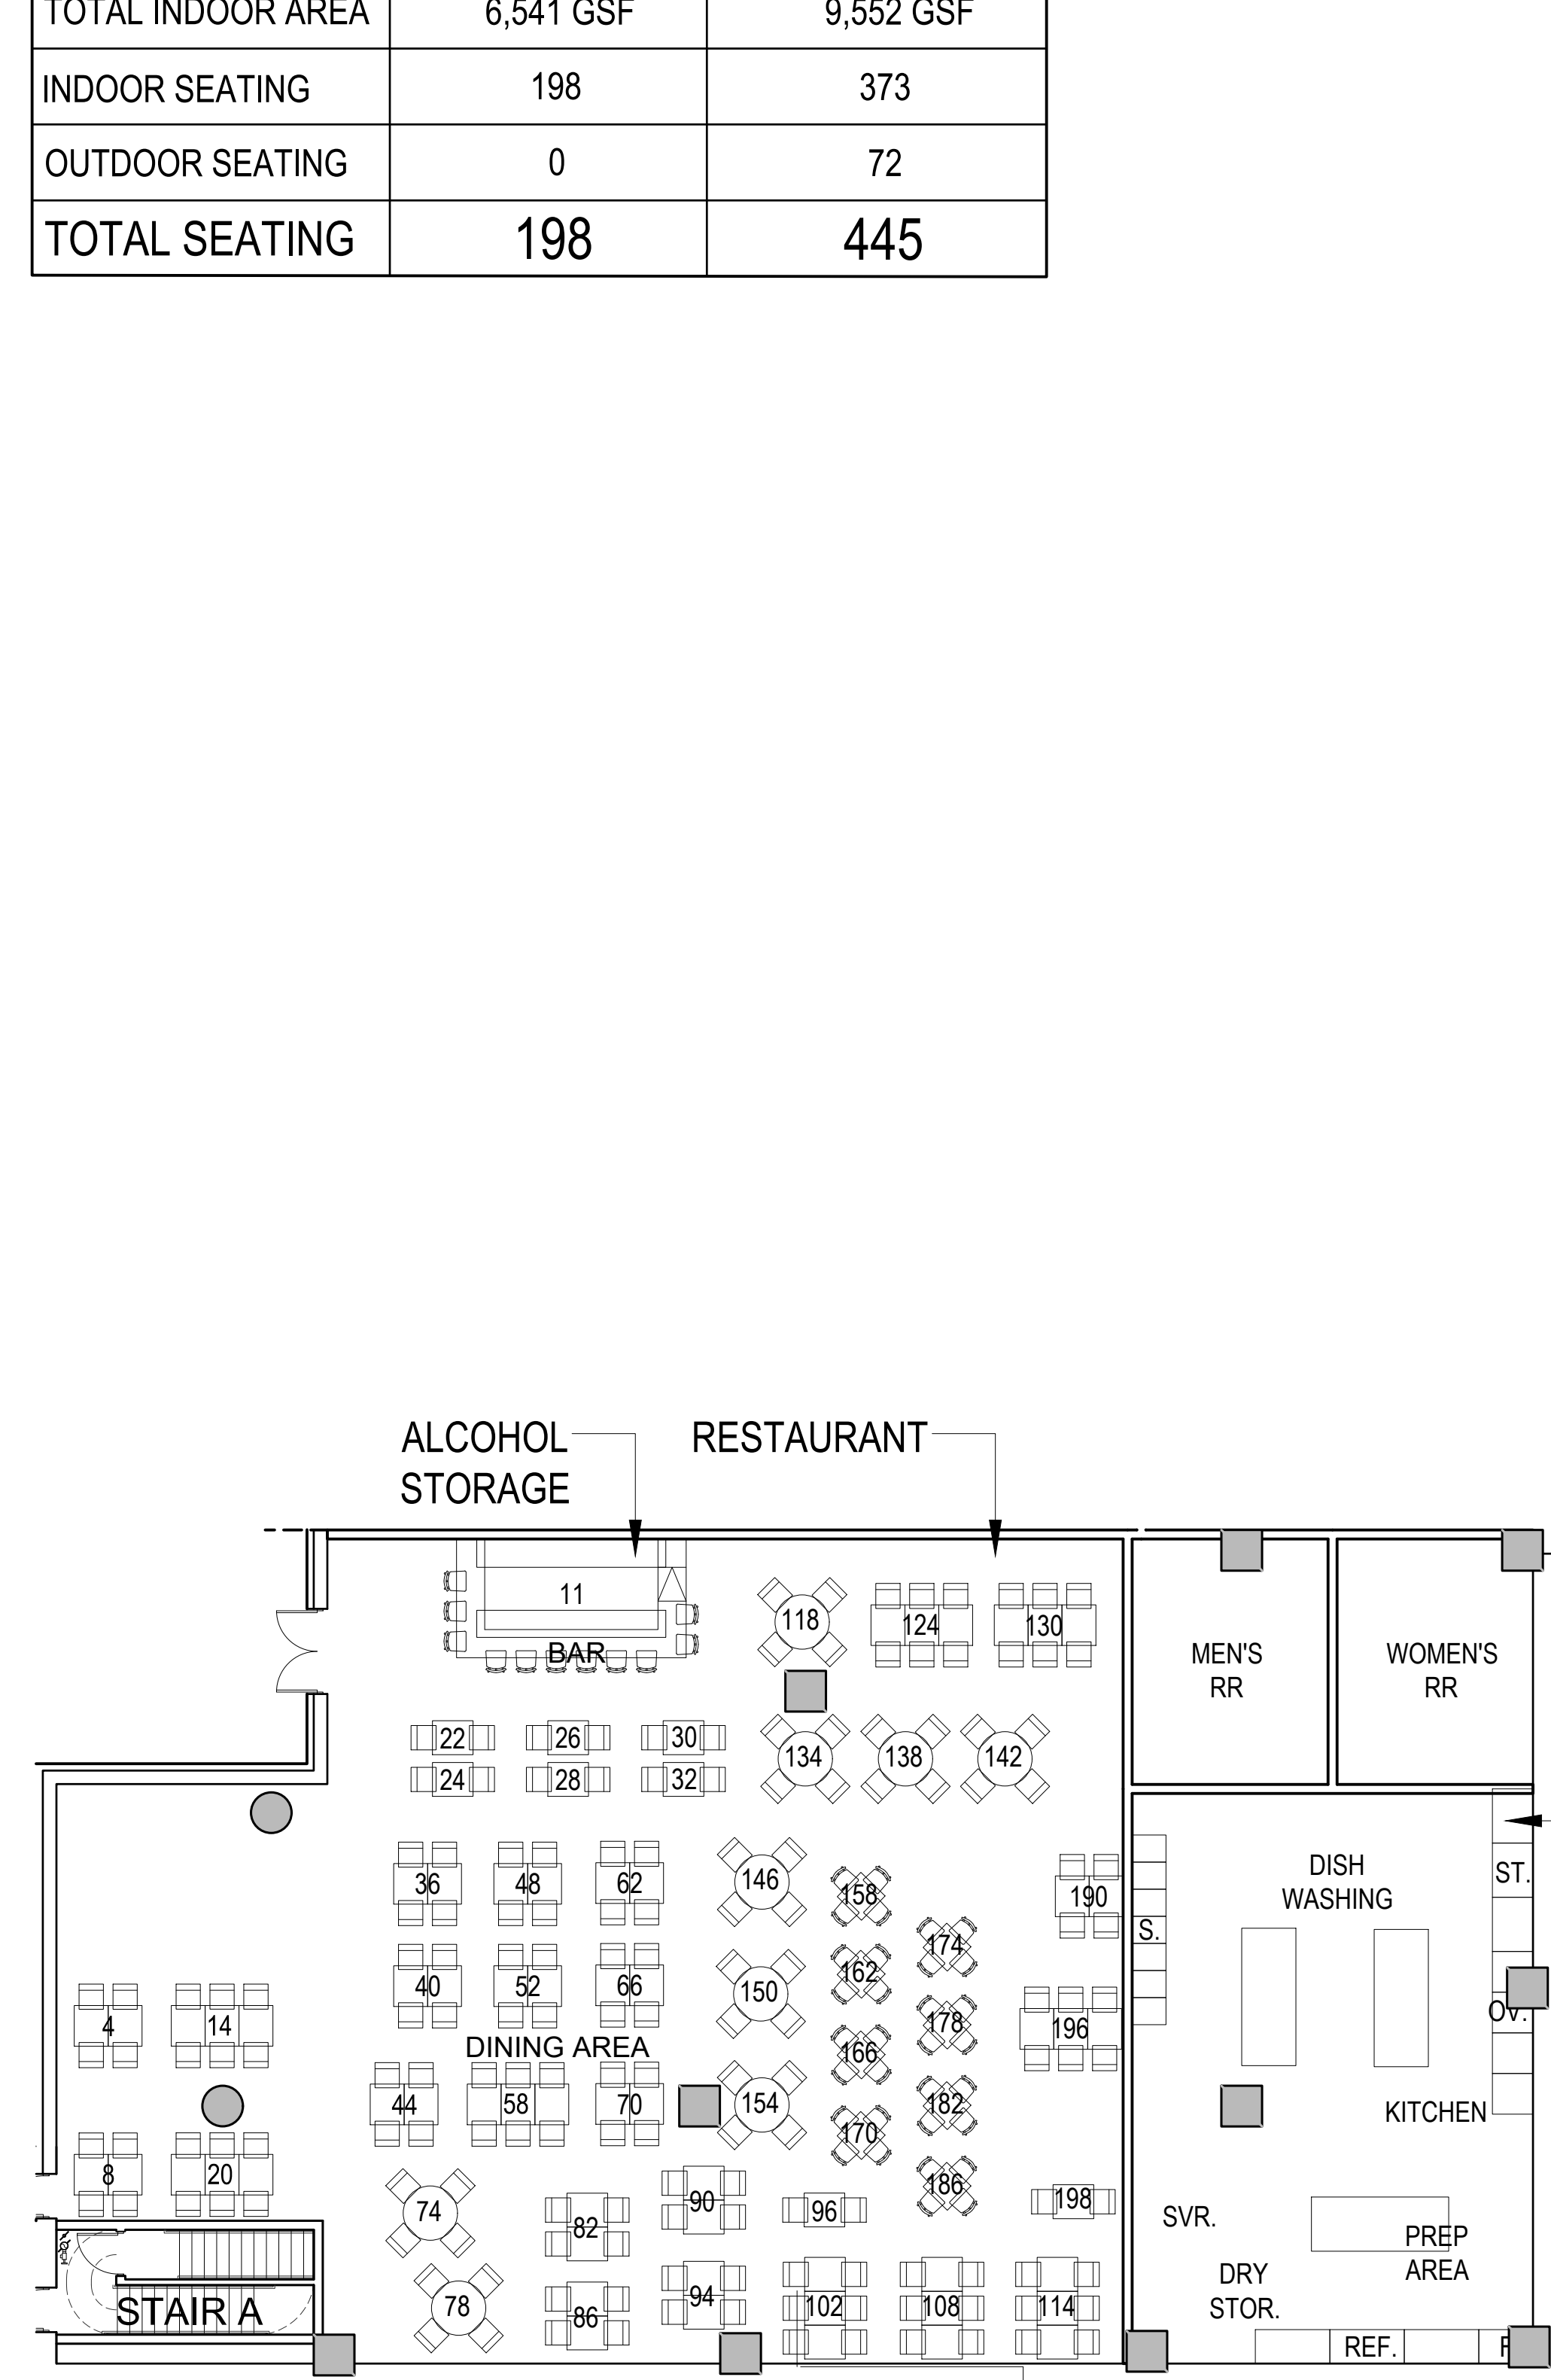 TOTAL INDOOR AREA 6,541 GSF 9,552 GSF
INDOOR SEATING 198 373
OUTDOOR SEATING 0 72
TOTAL SEATING 198 445
ALCOHOL
STORAGE
RESTAURANT
11
BAR
118 124 130
MEN'S
RR
WOMEN'S
RR
22 26 30
24 28 32
134 138 142
36 48 62 146 158 190
DISH
WASHING
ST.
S.
174
40 52 66 150 162
4 14
178 196
OV.
DINING AREA
166
44 58 70 154 182
170
KITCHEN
8 20
186
74 82 90 96 198
SVR.
PREP
AREA
DRY
STOR.
STAIR A
78 86 94 102 108 114
REF.